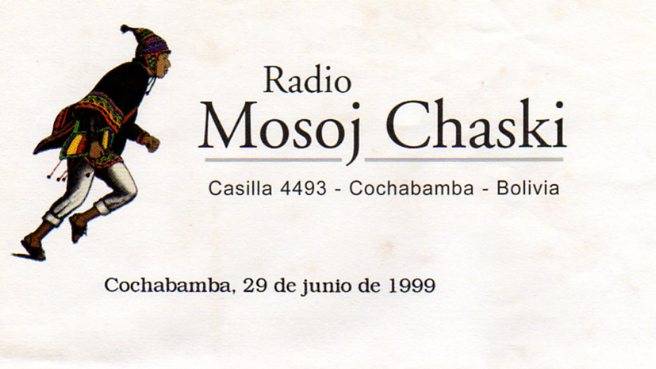 Radio
Mosoj Chaski
Casilla 4493 - Cochabamba - Bolivia
Cochabamba, 29 de junio de 1999